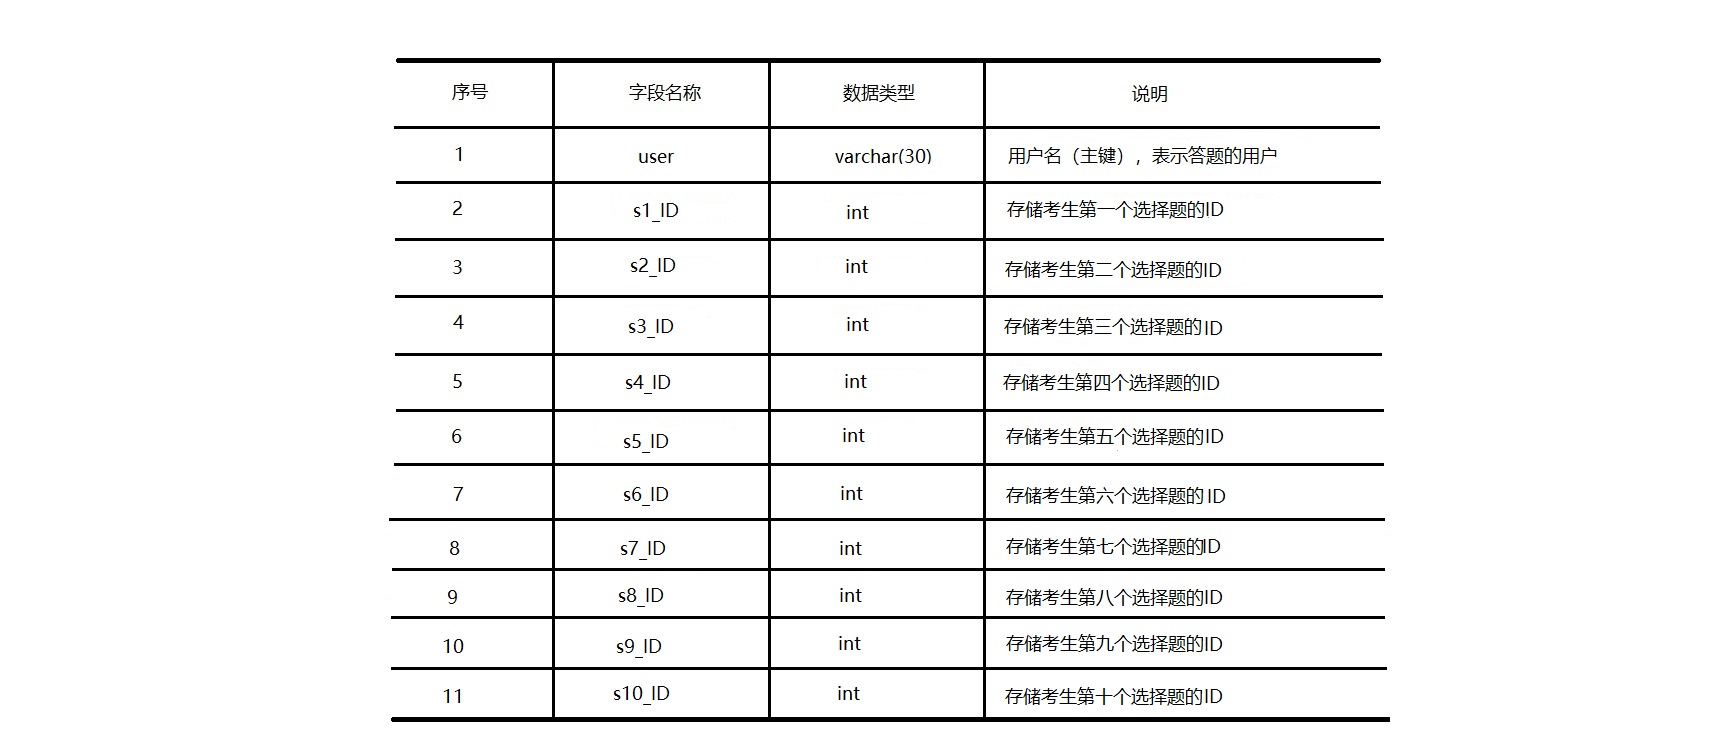 序号 字段名称 数据类型 说明
1 user varchar(30) 用户名（主键），表示答题的用户
2 s1_ID int 存储考生第一个选择题的ID
3 s2_ID int 存储考生第二个选择题的ID
4 s3_ID int 存储考生第三个选择题的ID
5 s4_ID int 存储考生第四个选择题的ID
6 s5_ID int 存储考生第五个选择题的ID
7 s6_ID int 存储考生第六个选择题的 ID
8 s7_ID int 存储考生第七个选择题的ID
9 s8_ID int 存储考生第八个选择题的ID
10 s9_ID int 存储考生第九个选择题的ID
11 s10_ID int 存储考生第十个选择题的ID